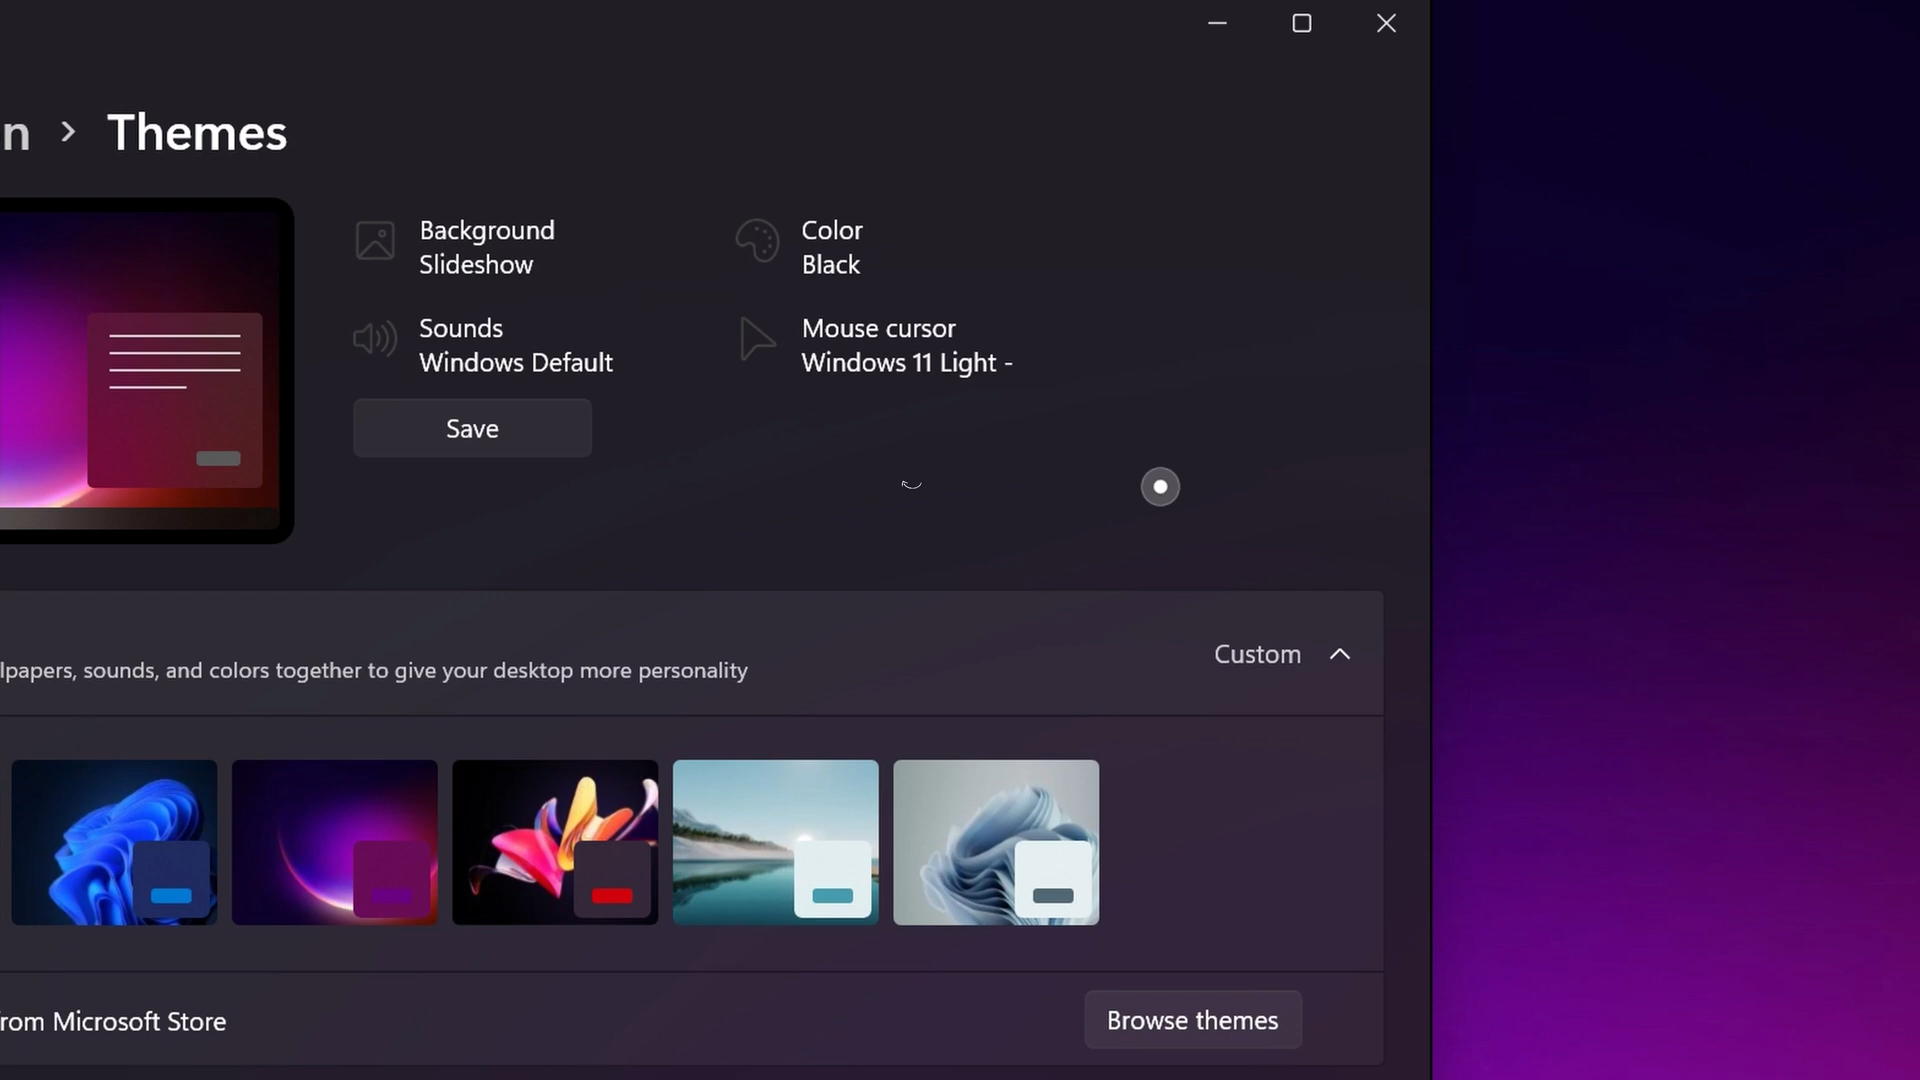 n > Themes
Background
Slideshow
Color
Black
Sounds
Windows Default
Mouse cursor
Windows 11 Light -
Save
lpapers, sounds, and colors together to give your desktop more personality
Custom
rom Microsoft Store
Browse themes